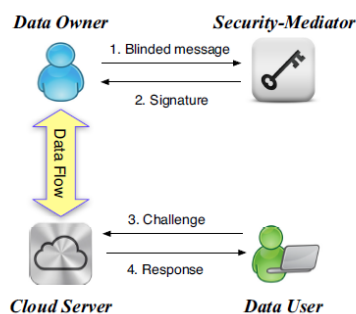 Data Owner
Security-Mediator
1. Blinded message
2. Signature
Data Flow
3. Challenge
4. Response
Cloud Server
Data User